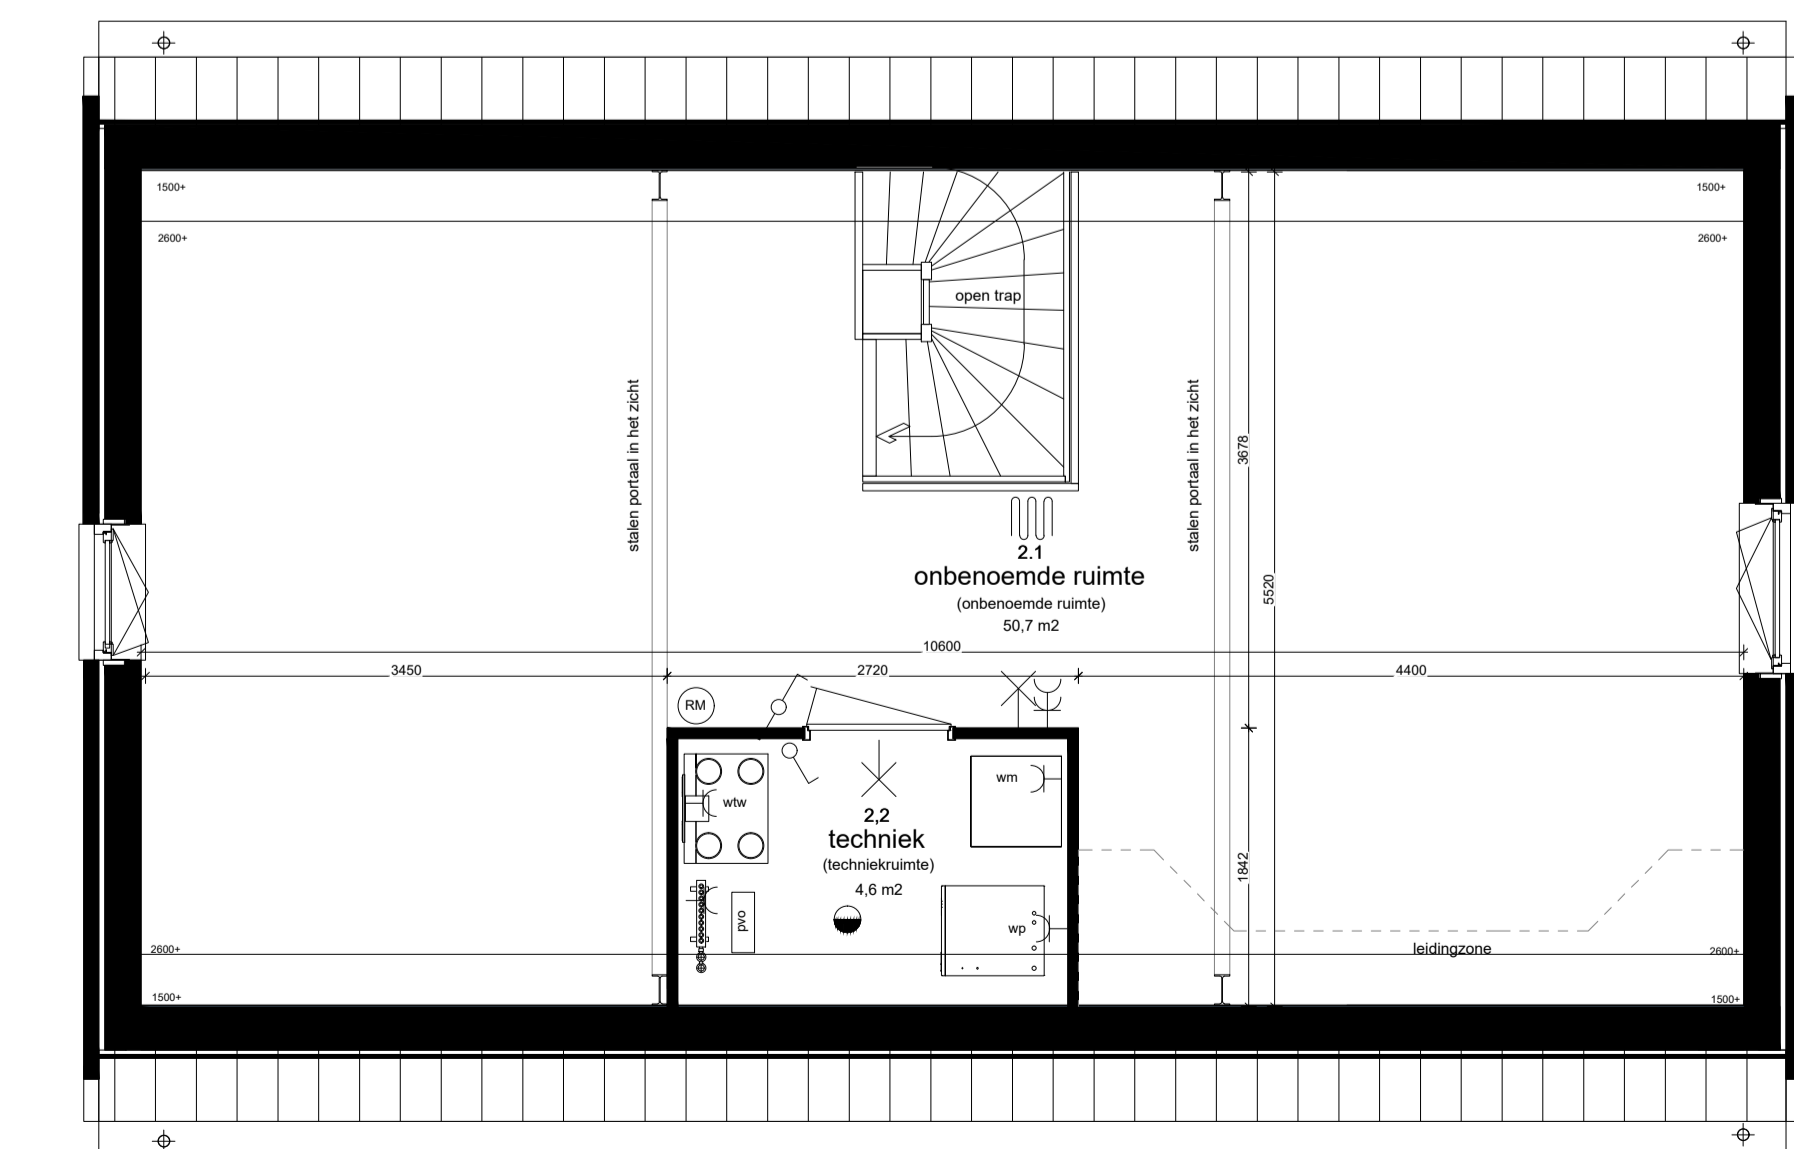 1500+
1500+
2600+
2600+
open trap
stalen portaal in het zicht
stalen portaal in het zicht
3678
2.1
onbenoemde ruimte
(onbenoemde ruimte)
50,7 m2
5520
10600
3450
2720
4400
RM
wtw
wm
2,2
techniek
(techniekruimte)
4,6 m2
1842
pvo
wp
2600+
leidingzone
2600+
1500+
1500+